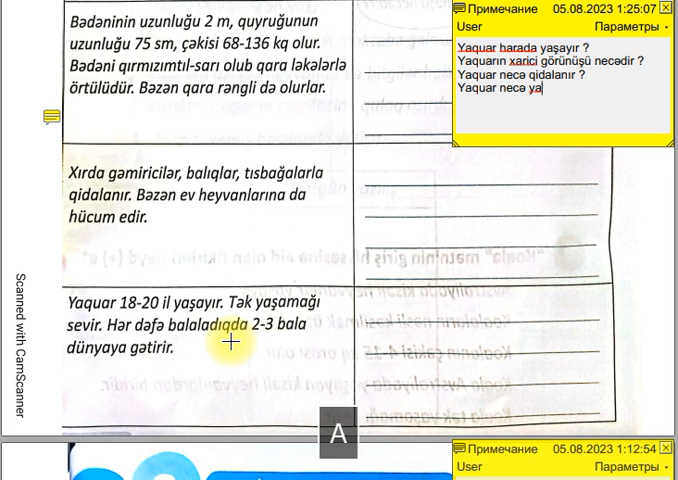 Bədəninin uzunluğu 2 m, quyruğunun
uzunluğu 75 sm, çəkisi 68-136 kq olur.
Bədəni qırmızımtıl-sarı olub qara ləkələrlə
örtülüdür. Bəzən qara rəngli də olurlar.
Xırda gəmiricilər, balıqlar, tısbağalarla
qidalanır. Bəzən ev heyvanlarına da
hücum edir.
Yaquar 18-20 il yaşayır. Tək yaşamağı
sevir. Hər dəfə balaladıqda 2-3 bala
dünyaya gətirir.
Scanned with CamScanner
A
Примечание 05.08.2023 1:25:07
User Параметры
Yaquar harada yaşayır ?
Yaquarın xarici görünüşü necədir ?
Yaquar necə qidalanır ?
Yaquar necə ya
Примечание 05.08.2023 1:12:54
User Параметры